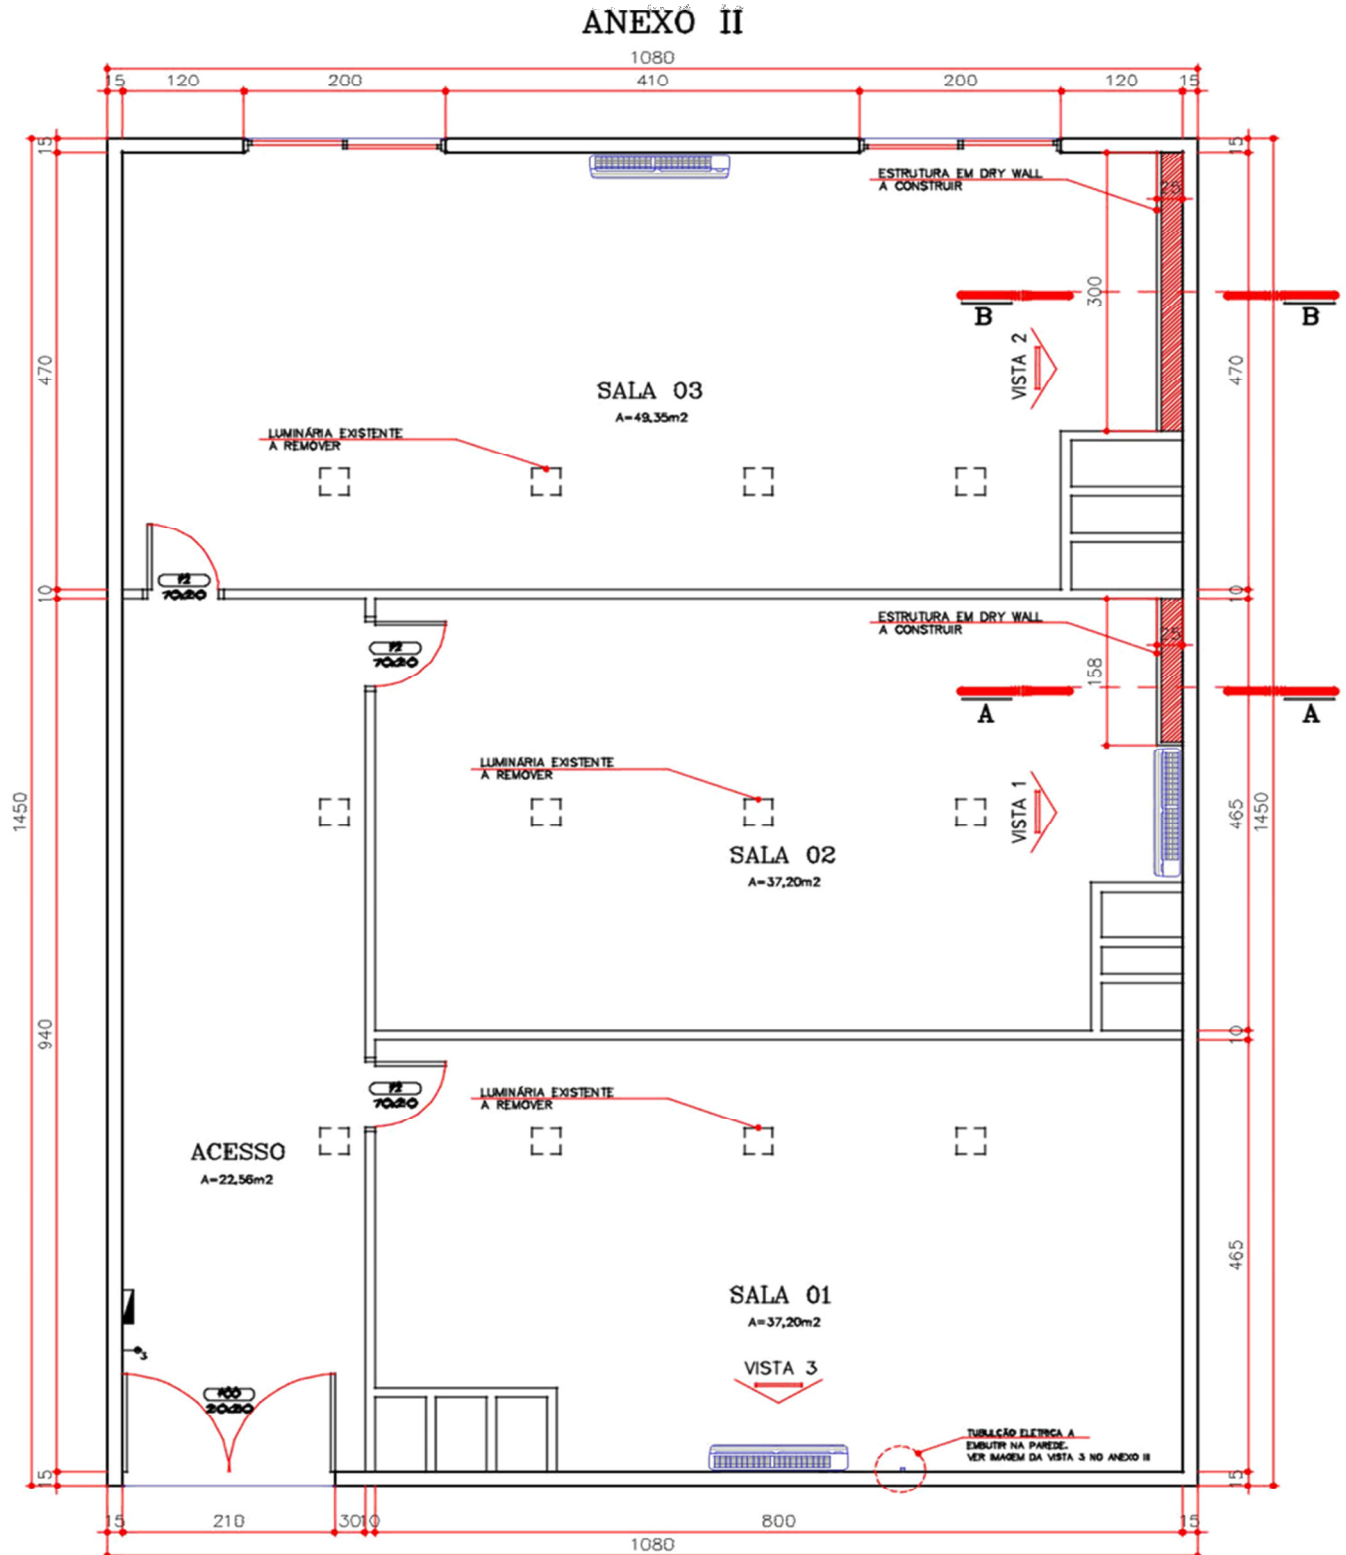 ANEXO II
1080
15 120 200 410 200 120 15
15
15
ESTRUTURA EM DRY WALL
A CONSTRUIR
25
300
B
B
VISTA 2
470
470
SALA 03
A=49,35m2
LUMINÁRIA EXISTENTE
A REMOVER
P2
70x210
10
10
ESTRUTURA EM DRY WALL
A CONSTRUIR
25
P2
70x210
158
A
A
LUMINÁRIA EXISTENTE
A REMOVER
VISTA 1
1450
465
1450
SALA 02
A=37,20m2
940
10
P2
70x210
LUMINÁRIA EXISTENTE
A REMOVER
ACESSO
A=22,56m2
465
SALA 01
A=37,20m2
VISTA 3
3
TUBULÇÃO ELETRICA A
EMBUTIR NA PAREDE.
VER IMAGEM DA VISTA 3 NO ANEXO III
15
15
15 210 30 10 800 15
1080